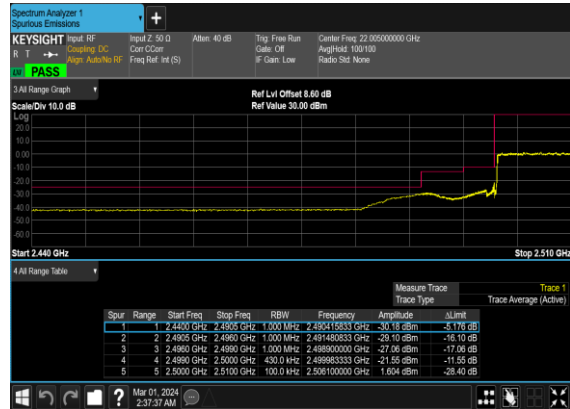 Spectrum Analyzer 1
Spurious Emissions
+
KEYSIGHT Input: RF Input Z: 50 Ω Atten: 40 dB Trig: Free Run Center Freq: 22.005000000 GHz
R T Coupling: DC Corr CCorr Gate: Off Avg|Hold: 100/100
Align: Auto/No RF Freq Ref: Int (S) IF Gain: Low Radio Std: None
LXI PASS
3 All Range Graph
Ref Lvl Offset 8.60 dB
Scale/Div 10.0 dB Ref Value 30.00 dBm
Log
20.0
10.0
0.00
-10.0
-20.0
-30.0
-40.0
-50.0
-60.0
Start 2.440 GHz Stop 2.510 GHz
4 All Range Table
Measure Trace Trace 1
Trace Type Trace Average (Active)
Spur Range Start Freq Stop Freq RBW Frequency Amplitude ΔLimit
1 1 2.4400 GHz 2.4905 GHz 1.000 MHz 2.490415833 GHz -30.18 dBm -5.176 dB
2 2 2.4905 GHz 2.4960 GHz 1.000 MHz 2.491480833 GHz -29.10 dBm -16.10 dB
3 3 2.4960 GHz 2.4990 GHz 1.000 MHz 2.498900000 GHz -27.06 dBm -17.06 dB
4 4 2.4990 GHz 2.5000 GHz 430.0 kHz 2.499983333 GHz -21.55 dBm -11.55 dB
5 5 2.5000 GHz 2.5100 GHz 100.0 kHz 2.506100000 GHz 1.604 dBm -28.40 dB
? Mar 01, 2024
2:37:37 AM